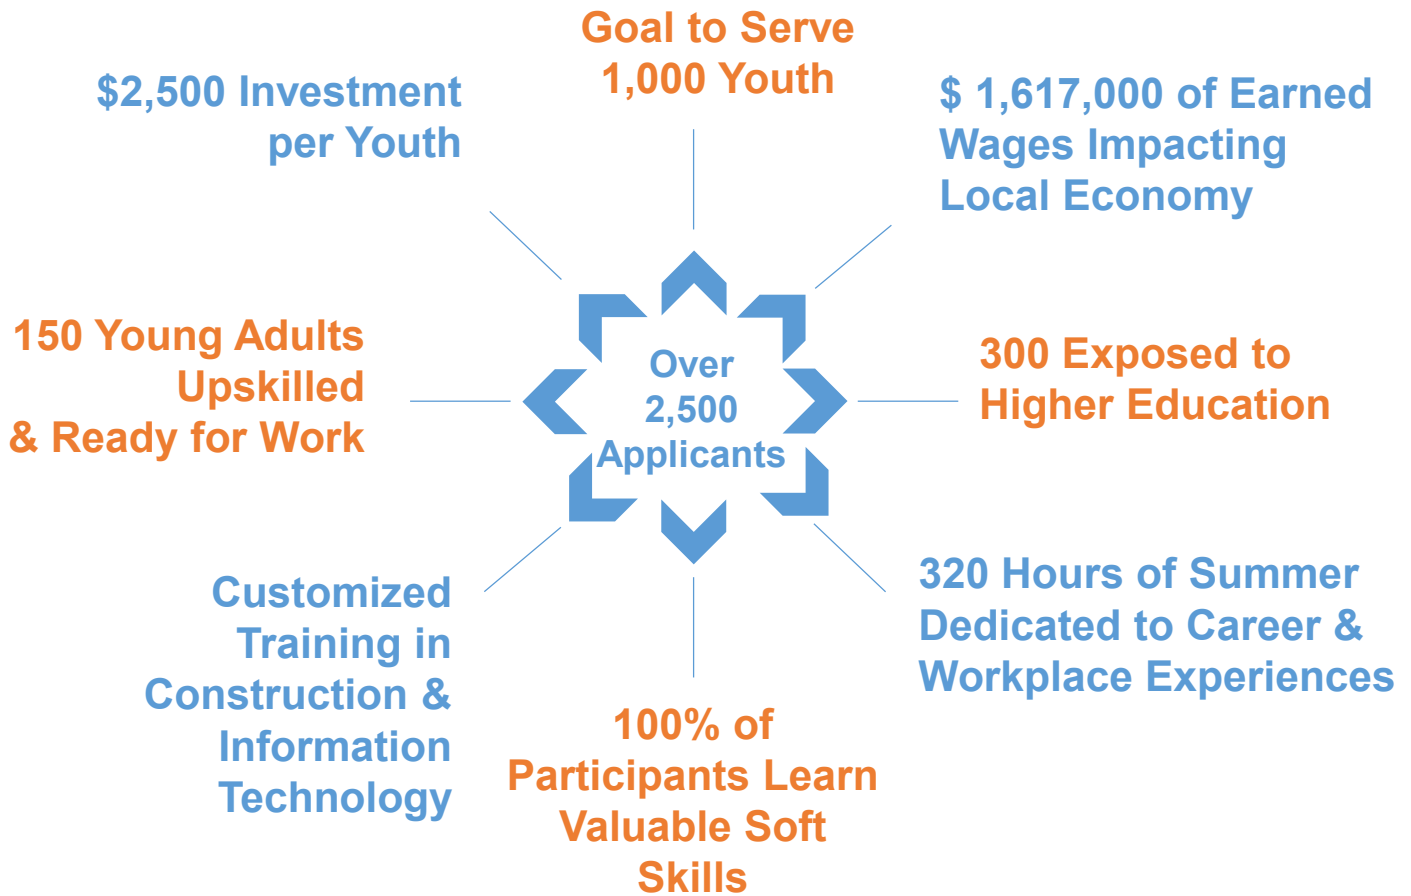 Goal to Serve
1,000 Youth
$2,500 Investment
per Youth
$ 1,617,000 of Earned
Wages Impacting
Local Economy
150 Young Adults
Upskilled
& Ready for Work
Over
2,500
Applicants
300 Exposed to
Higher Education
Customized
Training in
Construction &
Information
Technology
320 Hours of Summer
Dedicated to Career &
Workplace Experiences
100% of
Participants Learn
Valuable Soft
Skills